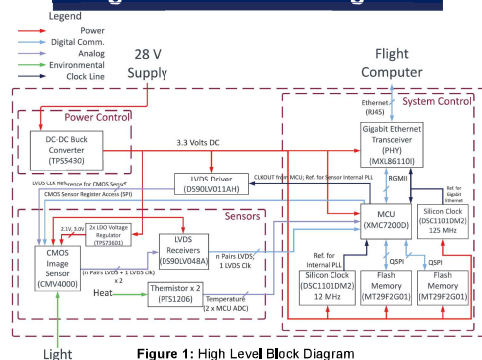 Legend
Power
Digital Comm.
Analog
Environmental
Clock Line
28 V
Supply
Flight
Computer
Ethernet
(RJ45)
System Control
Power Control
DC-DC Buck
Converter
(TPS5430)
3.3 Volts DC
Gigabit Ethernet
Transceiver
(PHY)
(MXL86110I)
LVDS Driver
(DS90LV011AH)
CLKOUT from MCU; Ref. for Sensor Internal PLL
LVDS CLK
CMOS Sensor Register Access (SPI)
RGMII
Ref. for
Gigabit
Ethernet
Sensors
2.1V, 3.0V
2x LDO Voltage
Regulator
(TPS73601)
LVDS
Receivers
(DS90LV048A)
MCU
(XMC7200D)
Silicon Clock
(DSC1101DM2)
125 MHz
CMOS
Image
Sensor
(CMV4000)
n Pairs LVDS + 1 LVDS Clk
x 2
n Pairs LVDS,
1 LVDS Clk
Ref. for
Internal PLL
QSPI
QSPI
Heat
Thermistor x 2
(PTS1206)
Temperature
(2 x MCU ADC)
Silicon Clock
(DSC1101DM2)
12 MHz
Flash
Memory
(MT29F2G01)
Flash
Memory
(MT29F2G01)
Light
Figure 1: High Level Block Diagram